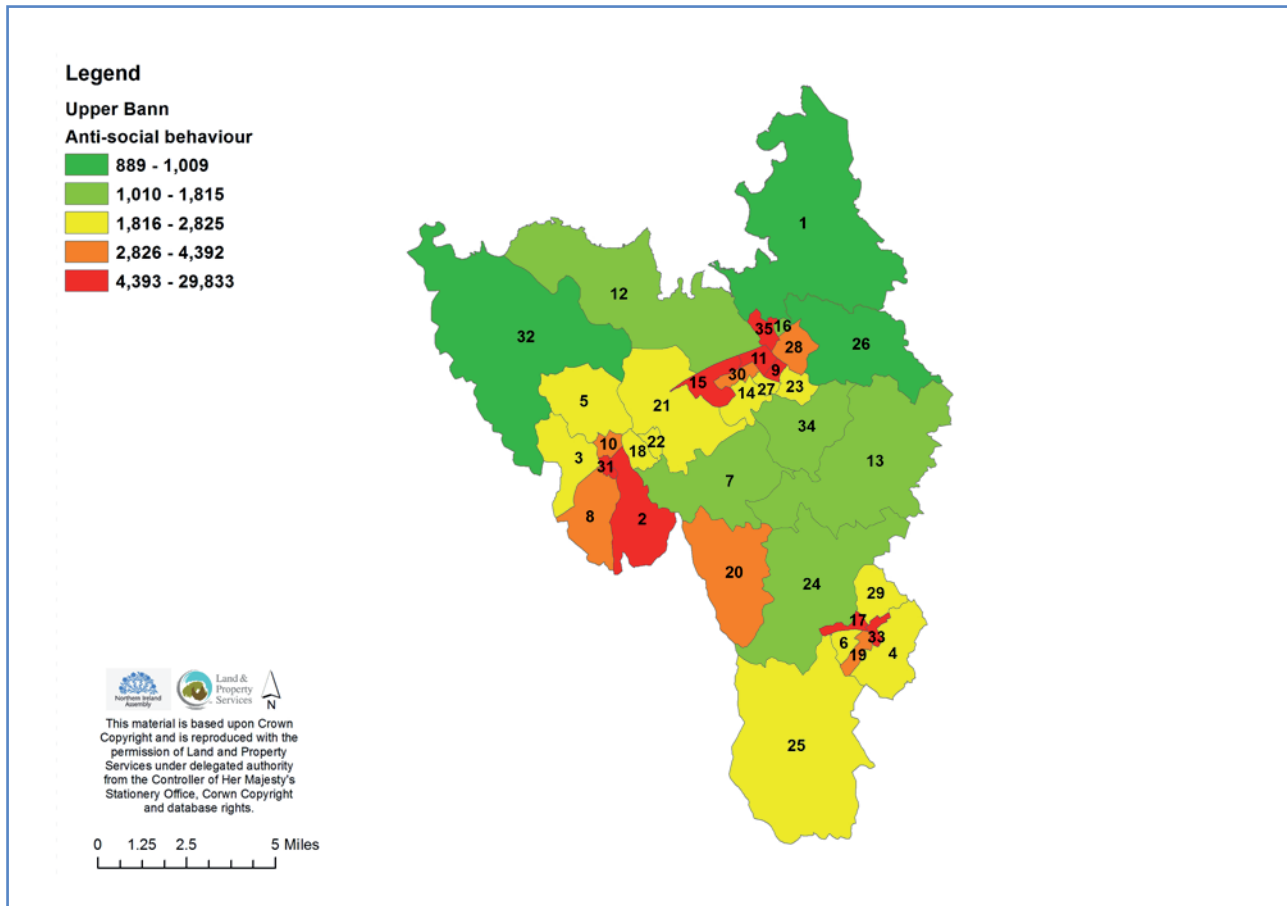 Legend
Upper Bann
Anti-social behaviour
889 - 1,009
1,010 - 1,815
1,816 - 2,825
2,826 - 4,392
4,393 - 29,833
1
12
32
35
16
28
26
11
9
30
15
14
27
23
21
5
34
10
22
18
3
13
31
7
8
2
20
24
29
17
33
6
19
4
25
Northern Ireland
Assembly
Land &
Property
Services
N
This material is based upon Crown
Copyright and is reproduced with the
permission of Land and Property
Services under delegated authority
from the Controller of Her Majesty's
Stationery Office, Corwn Copyright
and database rights.
0 1.25 2.5 5 Miles